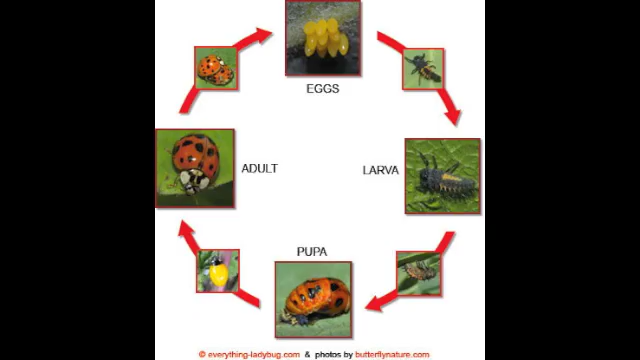 EGGS
ADULT
LARVA
PUPA
© everything-ladybug.com & photos by butterflynature.com